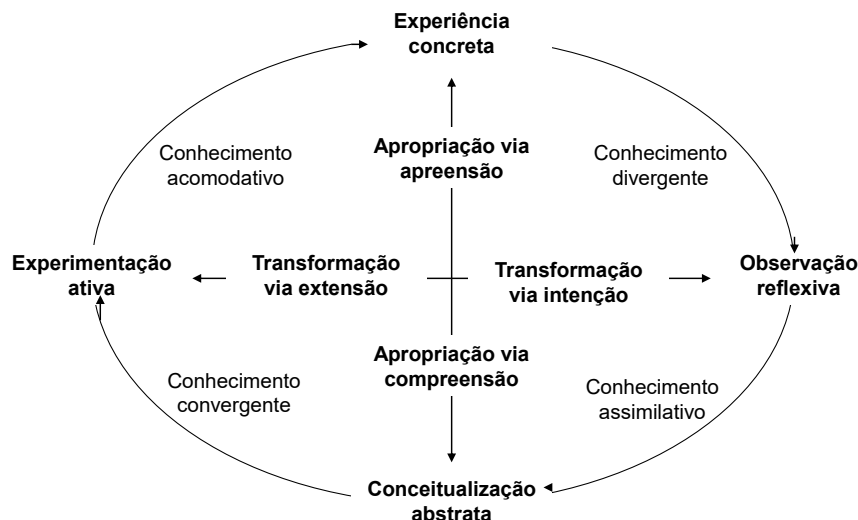 Experiência
concreta
Conhecimento
acomodativo
Apropriação via
apreensão
Conhecimento
divergente
Experimentação
ativa
Transformação
via extensão
Transformação
via intenção
Observação
reflexiva
Conhecimento
convergente
Apropriação via
compreensão
Conhecimento
assimilativo
Conceitualização
abstrata